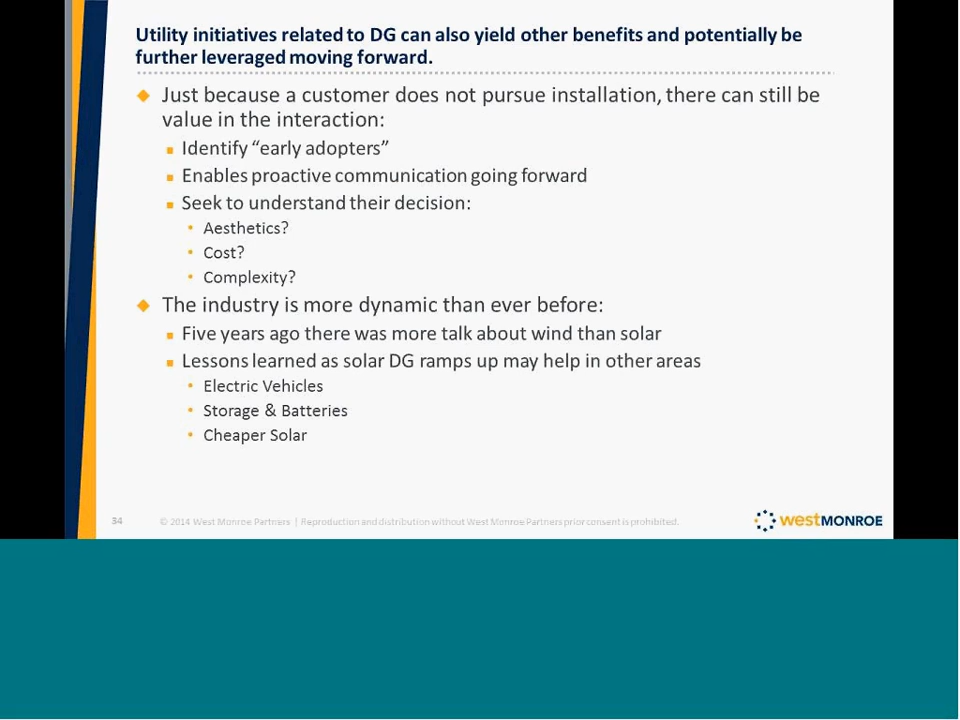 Utility initiatives related to DG can also yield other benefits and potentially be
further leveraged moving forward.
Just because a customer does not pursue installation, there can still be
value in the interaction:
Identify “early adopters”
Enables proactive communication going forward
Seek to understand their decision:
Aesthetics?
Cost?
Complexity?
The industry is more dynamic than ever before:
Five years ago there was more talk about wind than solar
Lessons learned as solar DG ramps up may help in other areas
Electric Vehicles
Storage & Batteries
Cheaper Solar
34 © 2014 West Monroe Partners | Reproduction and distribution without West Monroe Partners prior consent is prohibited.
westMONROE